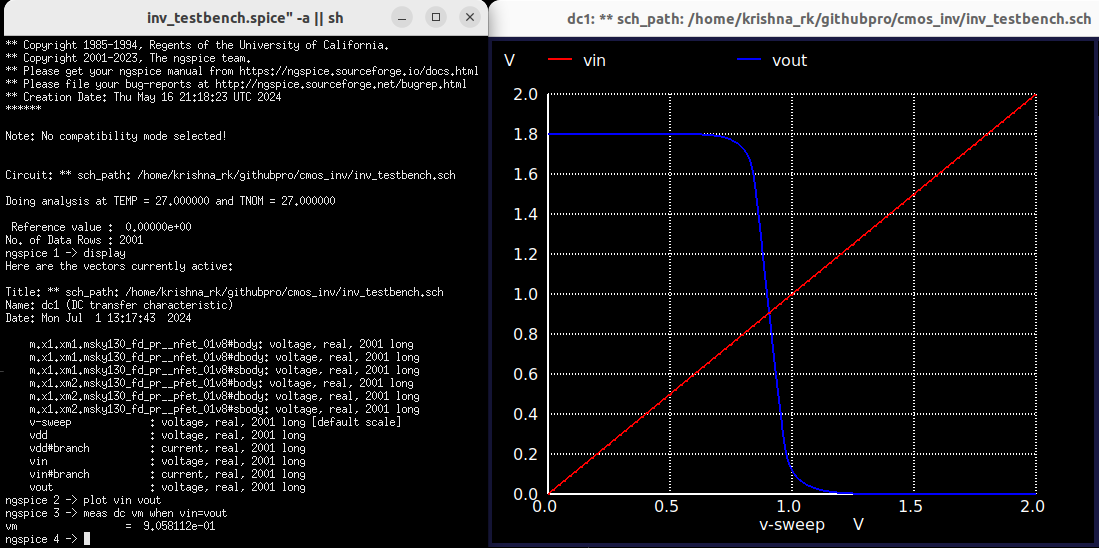 inv_testbench.spice" -a || sh
** Copyright 1985-1994, Regents of the University of California.
** Copyright 2001-2023, The ngspice team.
** Please get your ngspice manual from https://ngspice.sourceforge.io/docs.html
** Please file your bug-reports at http://ngspice.sourceforge.net/bugrep.html
** Creation Date: Thu May 16 21:18:23 UTC 2024
******
Note: No compatibility mode selected!
Circuit: ** sch_path: /home/krishna_rk/githubpro/cmos_inv/inv_testbench.sch
Doing analysis at TEMP = 27.000000 and TNOM = 27.000000
Reference value :  0.00000e+00
No. of Data Rows : 2001
ngspice 1 -> display
Here are the vectors currently active:
Title: ** sch_path: /home/krishna_rk/githubpro/cmos_inv/inv_testbench.sch
Name: dc1 (DC transfer characteristic)
Date: Mon Jul  1 13:17:43  2024
m.x1.xm1.msky130_fd_pr__nfet_01v8#body: voltage, real, 2001 long
m.x1.xm1.msky130_fd_pr__nfet_01v8#dbody: voltage, real, 2001 long
m.x1.xm1.msky130_fd_pr__nfet_01v8#sbody: voltage, real, 2001 long
m.x1.xm2.msky130_fd_pr__pfet_01v8#body: voltage, real, 2001 long
m.x1.xm2.msky130_fd_pr__pfet_01v8#dbody: voltage, real, 2001 long
m.x1.xm2.msky130_fd_pr__pfet_01v8#sbody: voltage, real, 2001 long
v-sweep : voltage, real, 2001 long [default scale]
vdd : voltage, real, 2001 long
vdd#branch : current, real, 2001 long
vin : voltage, real, 2001 long
vin#branch : current, real, 2001 long
vout : voltage, real, 2001 long
ngspice 2 -> plot vin vout
ngspice 3 -> meas dc vm when vin=vout
vm = 9.058112e-01
ngspice 4 ->
dc1: ** sch_path: /home/krishna_rk/githubpro/cmos_inv/inv_testbench.sch
V vin vout
2.0
1.8
1.6
1.4
1.2
1.0
0.8
0.6
0.4
0.2
0.0
0.0 0.5 1.0 1.5 2.0
v-sweep V